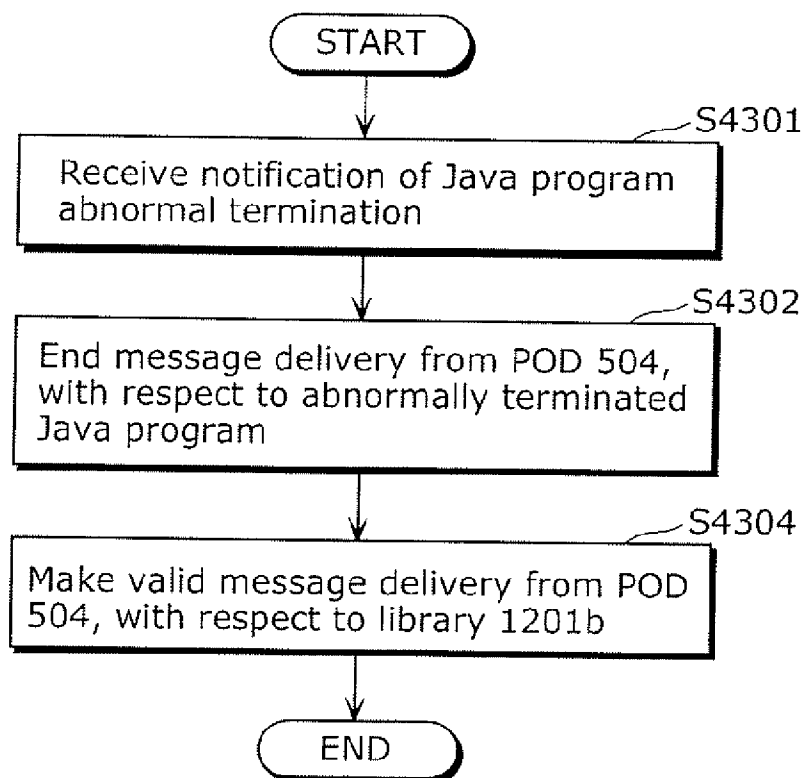 START
S4301
Receive notification of Java program
abnormal termination
S4302
End message delivery from POD 504,
with respect to abnormally terminated
Java program
S4304
Make valid message delivery from POD
504, with respect to library 1201b
END